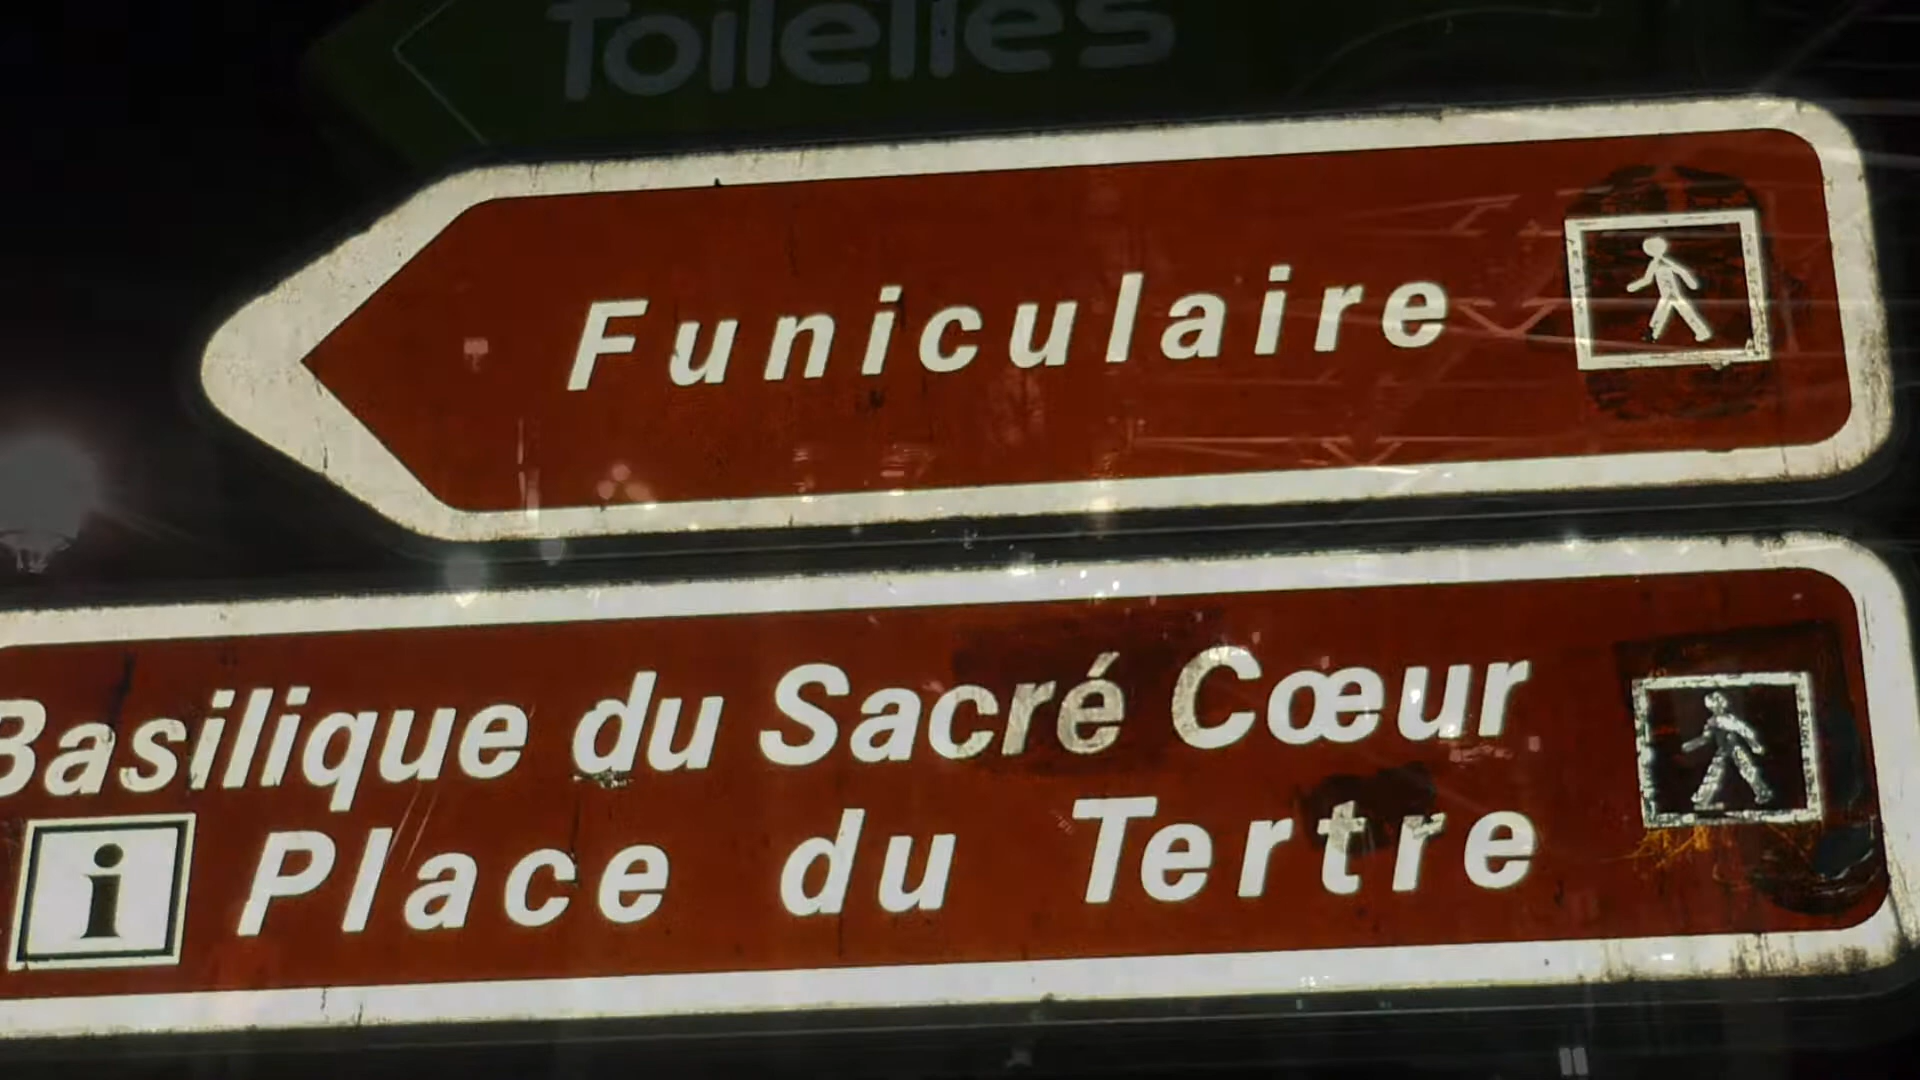 Toilettes
Funiculaire
Basilique du Sacré Cœur
i Place du Tertre